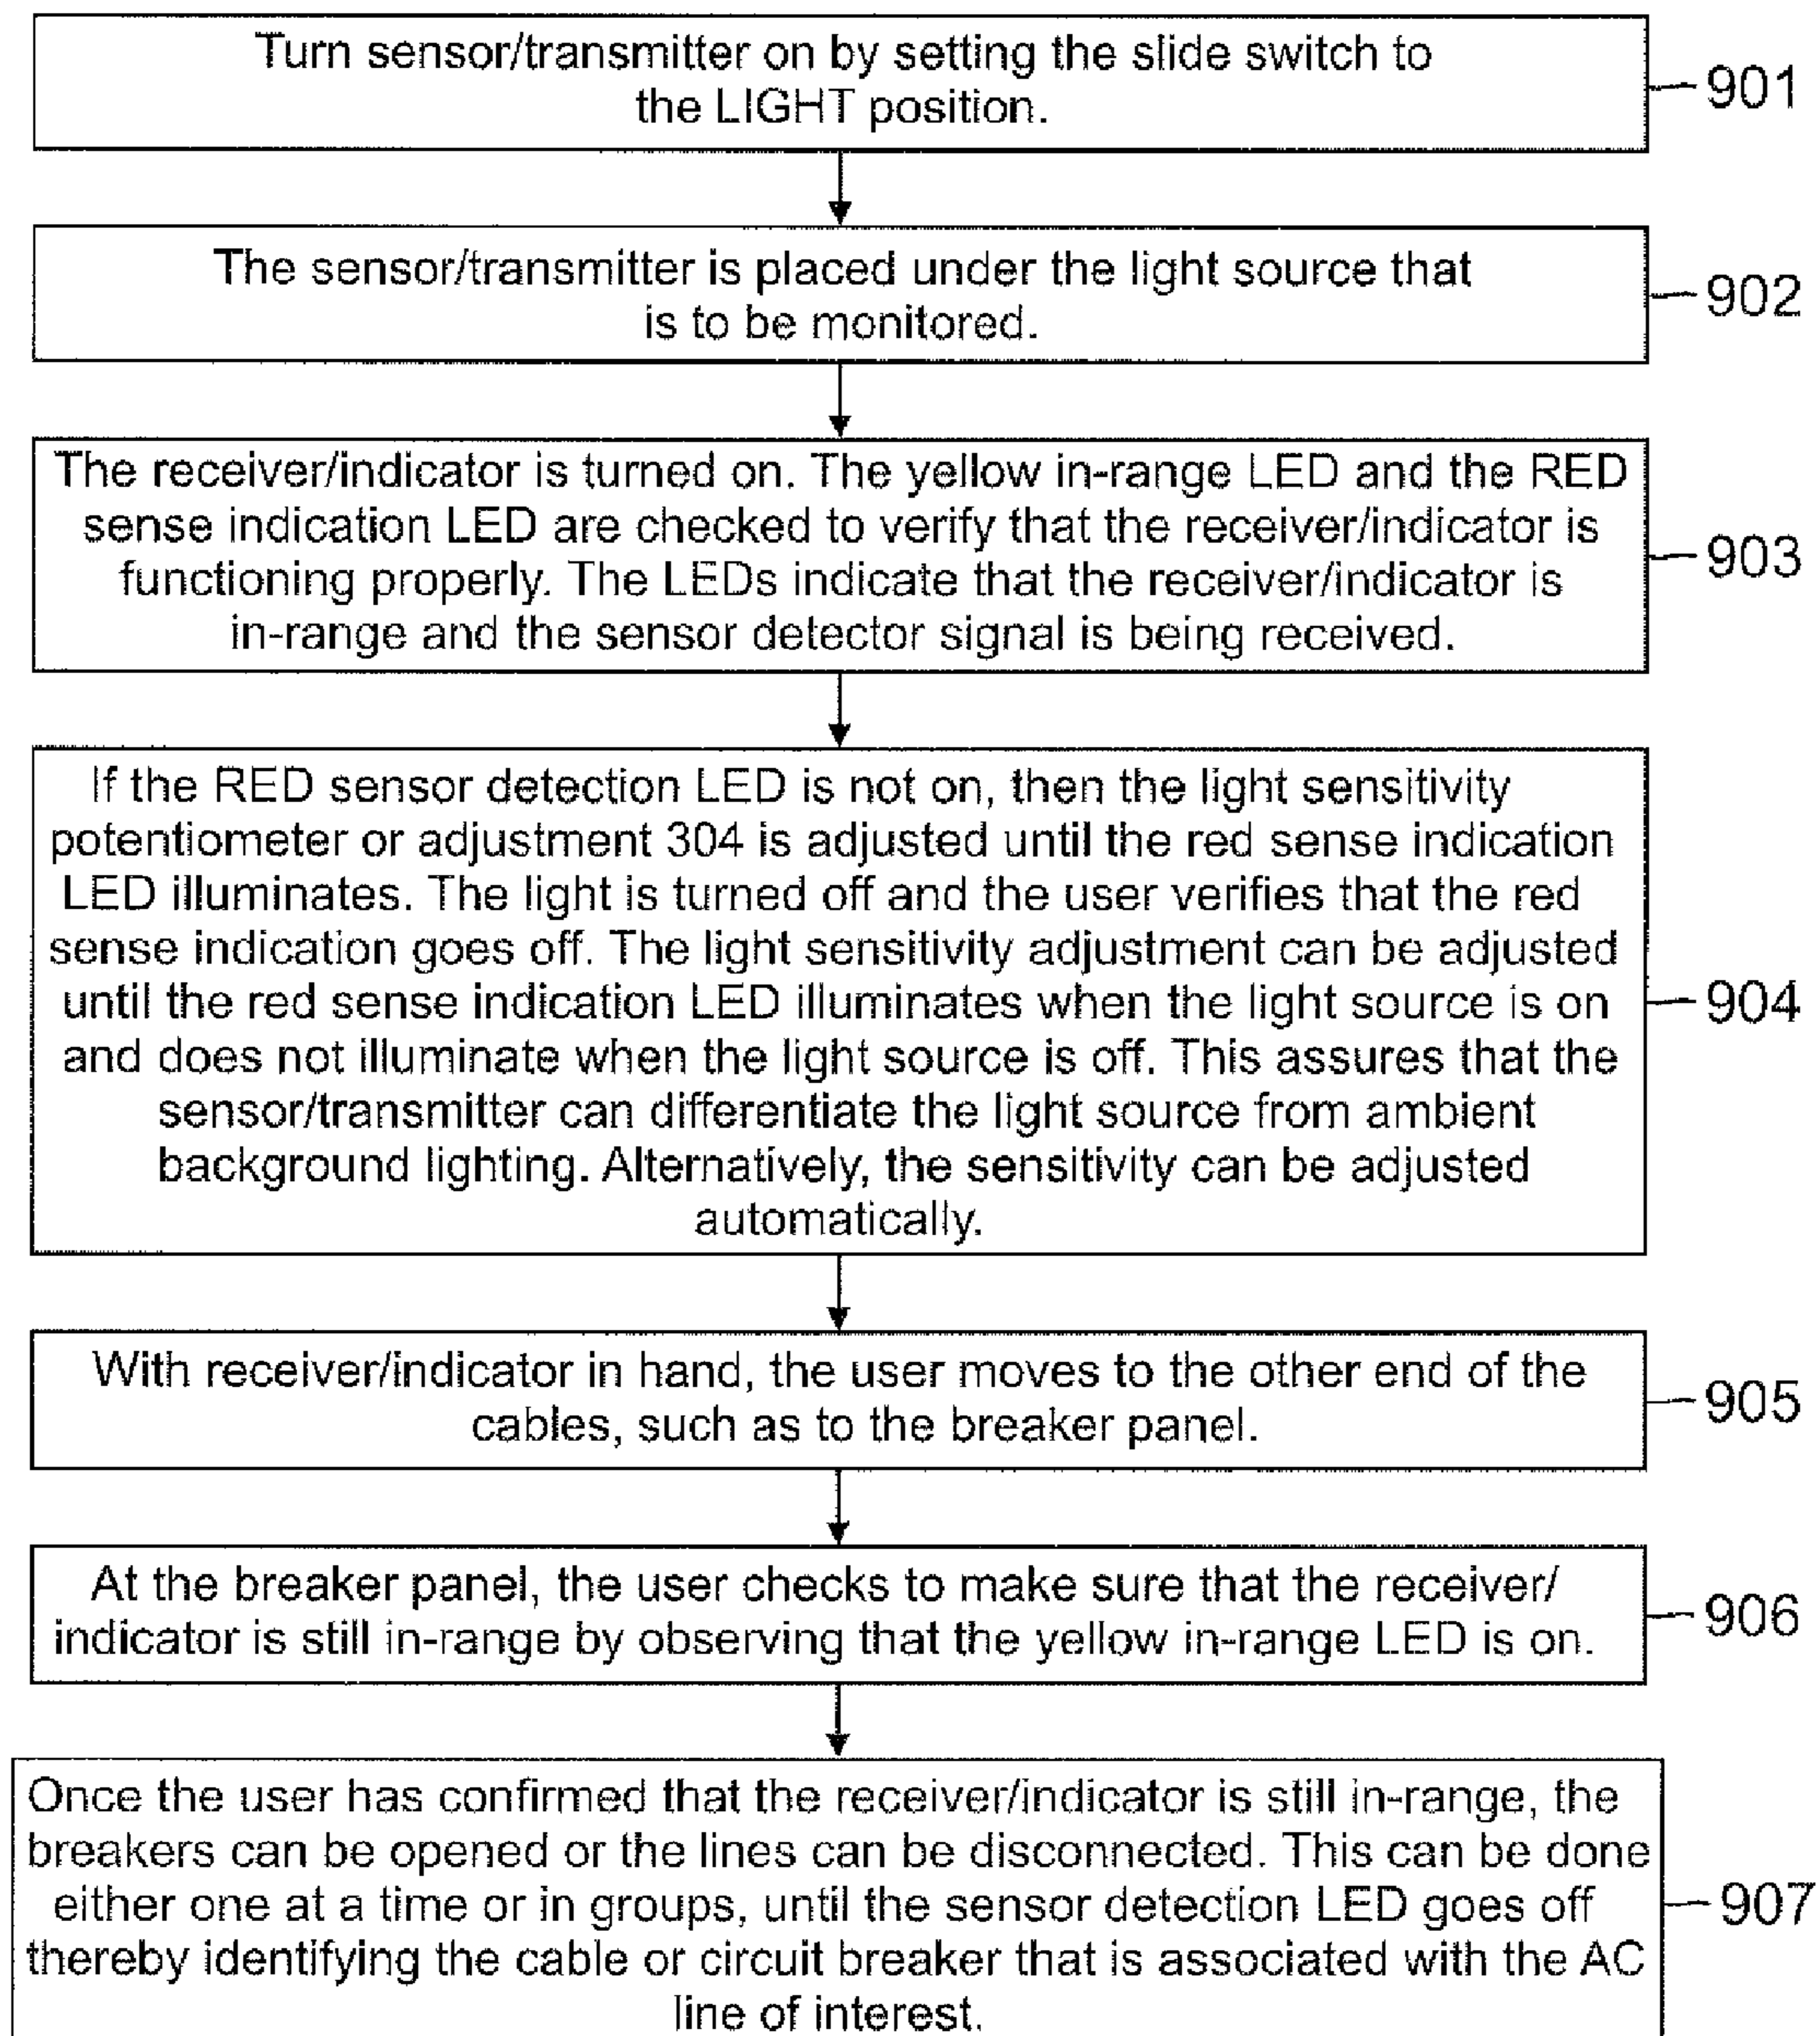 Turn sensor/transmitter on by setting the slide switch to
the LIGHT position.
901
The sensor/transmitter is placed under the light source that
is to be monitored.
902
The receiver/indicator is turned on. The yellow in-range LED and the RED
sense indication LED are checked to verify that the receiver/indicator is
functioning properly. The LEDs indicate that the receiver/indicator is
in-range and the sensor detector signal is being received.
903
If the RED sensor detection LED is not on, then the light sensitivity
potentiometer or adjustment 304 is adjusted until the red sense indication
LED illuminates. The light is turned off and the user verifies that the red
sense indication goes off. The light sensitivity adjustment can be adjusted
until the red sense indication LED illuminates when the light source is on
and does not illuminate when the light source is off. This assures that the
sensor/transmitter can differentiate the light source from ambient
background lighting. Alternatively, the sensitivity can be adjusted
automatically.
904
With receiver/indicator in hand, the user moves to the other end of the
cables, such as to the breaker panel.
905
At the breaker panel, the user checks to make sure that the receiver/
indicator is still in-range by observing that the yellow in-range LED is on.
906
Once the user has confirmed that the receiver/indicator is still in-range, the
breakers can be opened or the lines can be disconnected. This can be done
either one at a time or in groups, until the sensor detection LED goes off
thereby identifying the cable or circuit breaker that is associated with the AC
line of interest.
907